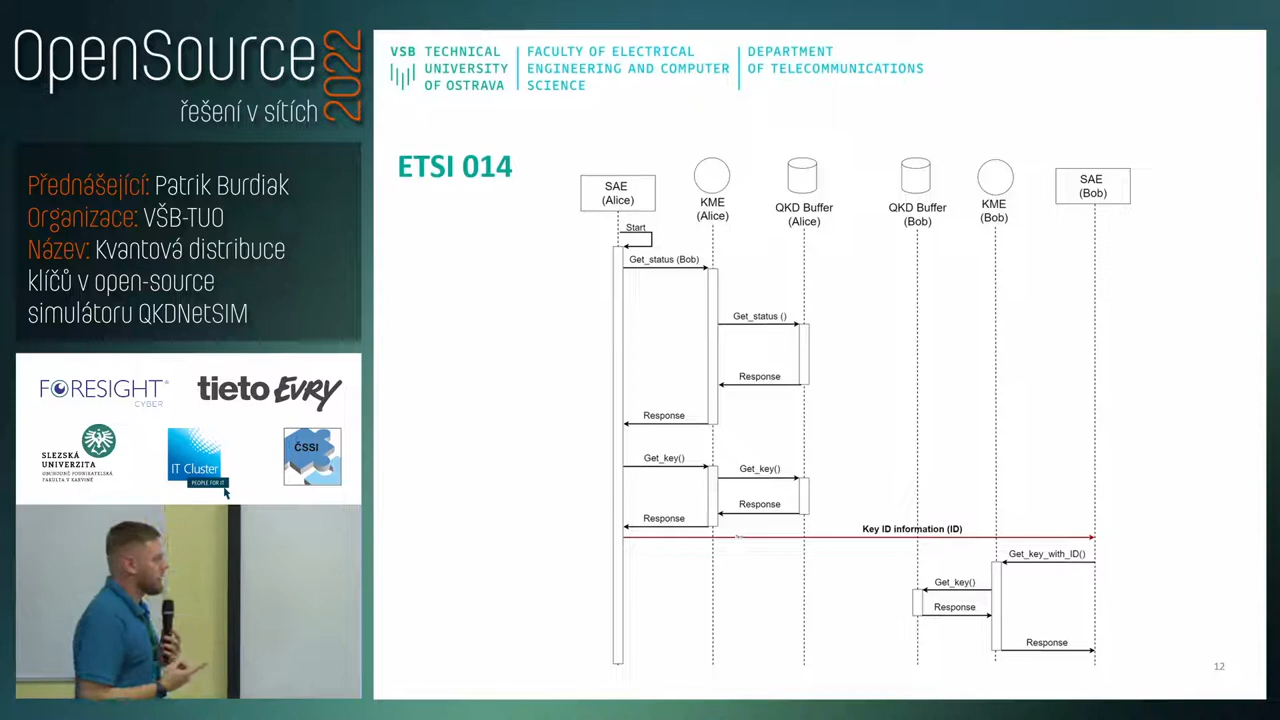 OpenSource
2022
řešení v sítích
Přednášející: Patrik Burdiak
Organizace: VŠB-TUO
Název: Kvantová distribuce
klíčů v open-source
simulátoru QKDNetSIM
FORESIGHT
CYBER
tieto EVRY
SLEZSKÁ
UNIVERZITA
OBCHODNĚ PODNIKATELSKÁ
FAKULTA V KARVINÉ
IT Cluster
PEOPLE FOR IT
ČSSI
VSB TECHNICAL
UNIVERSITY
OF OSTRAVA
FACULTY OF ELECTRICAL
ENGINEERING AND COMPUTER
SCIENCE
DEPARTMENT
OF TELECOMMUNICATIONS
ETSI 014
SAE
(Alice)
KME
(Alice)
QKD Buffer
(Alice)
QKD Buffer
(Bob)
KME
(Bob)
SAE
(Bob)
Start
Get_status (Bob)
Get_status ()
Response
Response
Get_key()
Get_key()
Response
Response
Key ID information (ID)
Get_key_with_ID()
Get_key()
Response
Response
12